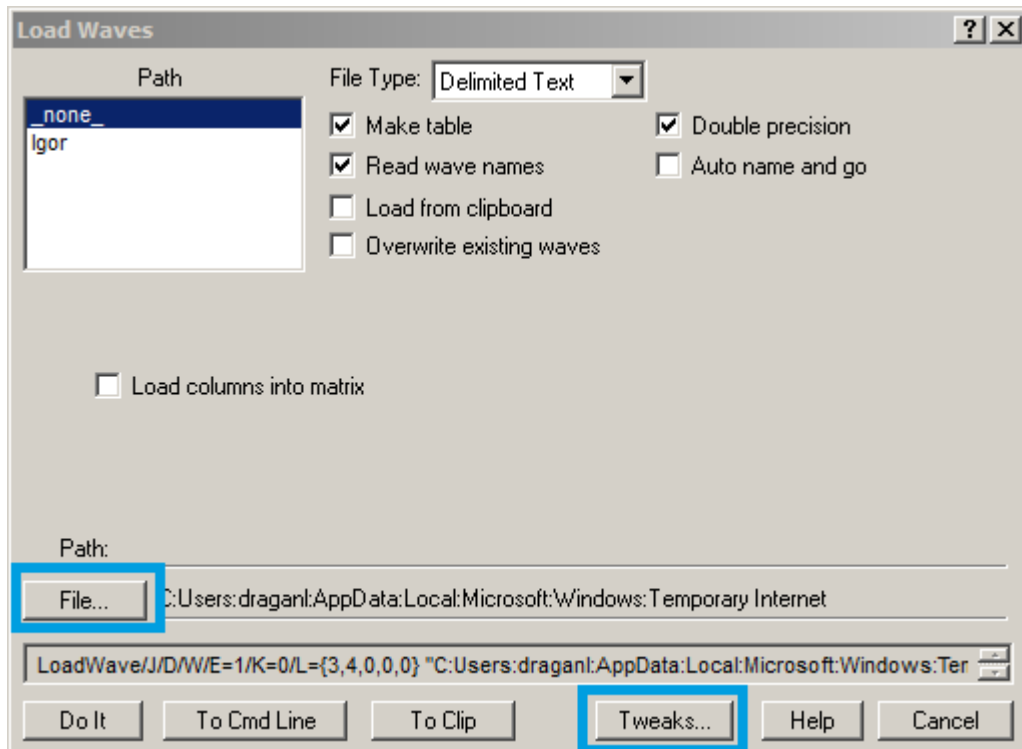 Load Waves
Path
File Type: Delimited Text
_none_
Igor
Make table
Double precision
Read wave names
Auto name and go
Load from clipboard
Overwrite existing waves
Load columns into matrix
Path:
File... C:Users:draganl:AppData:Local:Microsoft:Windows:Temporary Internet
LoadWave/J/D/W/E=1/K=0/L={3,4,0,0,0} "C:Users:draganl:AppData:Local:Microsoft:Windows:Ter
Do It To Cmd Line To Clip Tweaks... Help Cancel